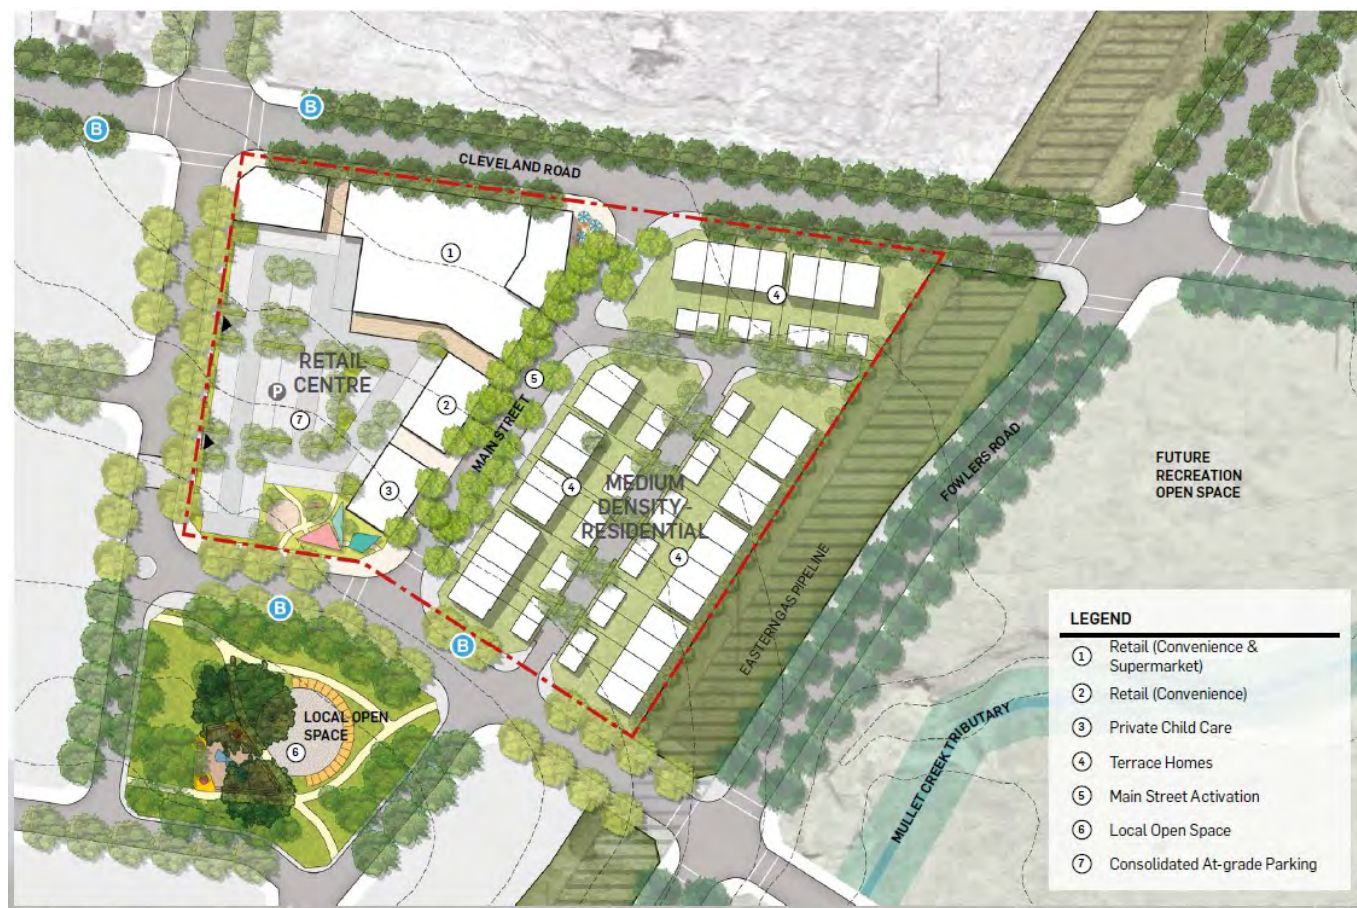 B
B
CLEVELAND ROAD
1
4
RETAIL
CENTRE
P
7
5
2
MAIN STREET
3
4
MEDIUM
DENSITY-
RESIDENTIAL
4
FOWLERS ROAD
EASTERN GAS PIPELINE
FUTURE
RECREATION
OPEN SPACE
B
B
LOCAL OPEN
SPACE
6
MULLET CREEK TRIBUTARY
LEGEND
1 Retail (Convenience &
Supermarket)
2 Retail (Convenience)
3 Private Child Care
4 Terrace Homes
5 Main Street Activation
6 Local Open Space
7 Consolidated At-grade Parking